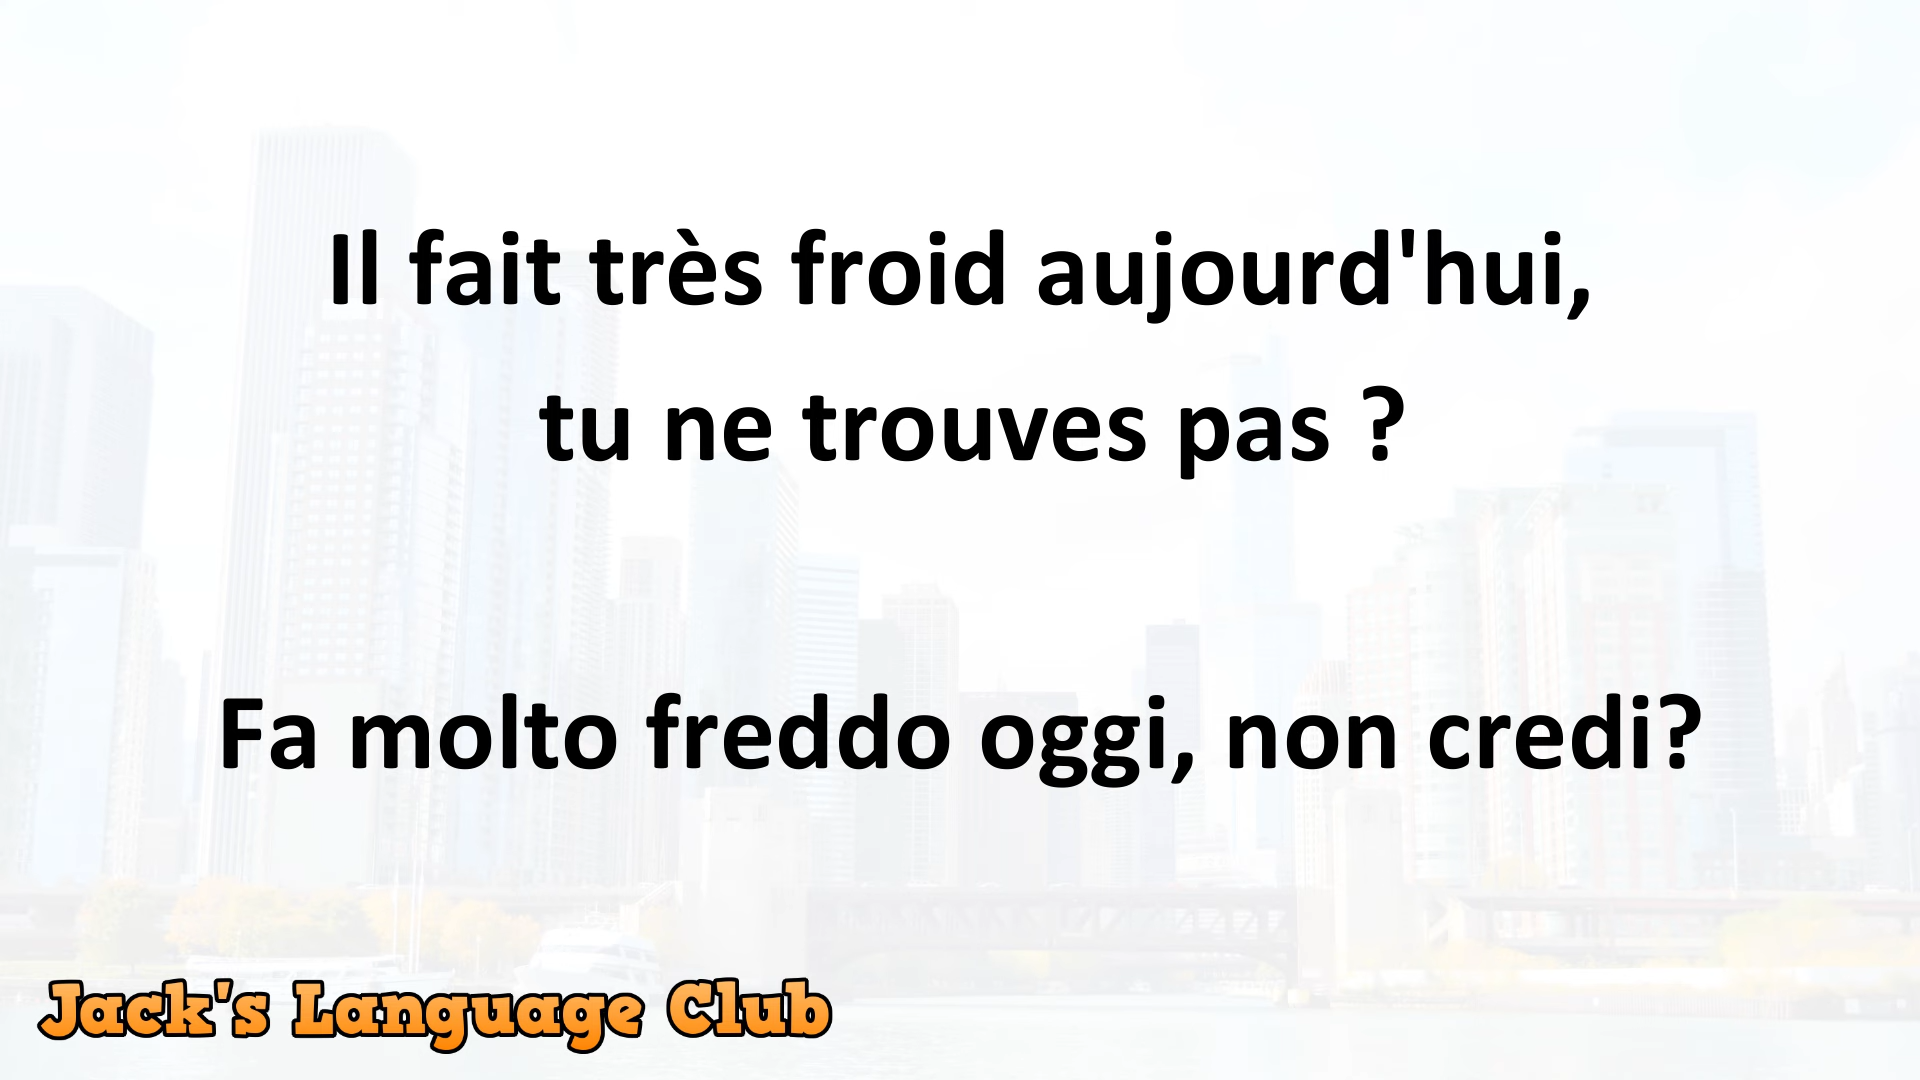 Il fait très froid aujourd'hui,
tu ne trouves pas ?
Fa molto freddo oggi, non credi?
Jack's Language Club